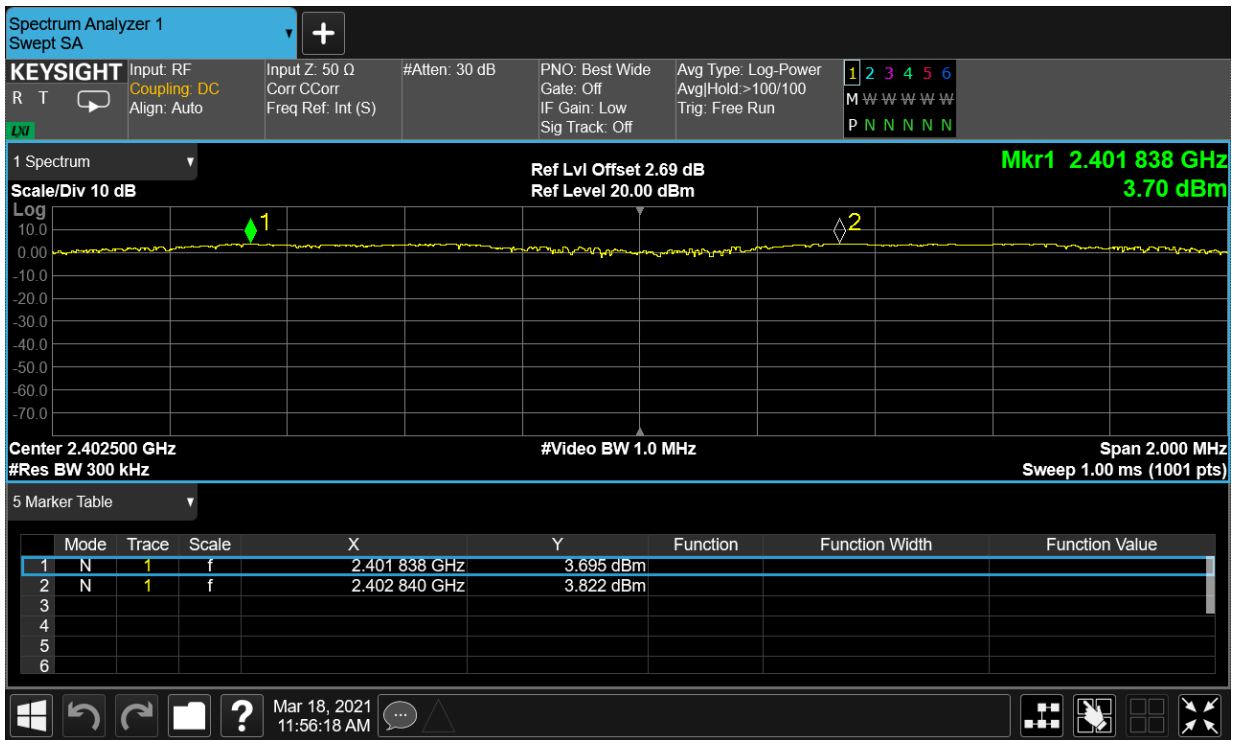 Spectrum Analyzer 1
Swept SA
+
KEYSIGHT
R T
LXI
Input: RF
Coupling: DC
Align: Auto
Input Z: 50 Ω
Corr CCorr
Freq Ref: Int (S)
#Atten: 30 dB
PNO: Best Wide
Gate: Off
IF Gain: Low
Sig Track: Off
Avg Type: Log-Power
Avg|Hold:>100/100
Trig: Free Run
1 2 3 4 5 6
M W W W W W
P N N N N N
1 Spectrum
Scale/Div 10 dB
Ref Lvl Offset 2.69 dB
Ref Level 20.00 dBm
Mkr1 2.401 838 GHz
3.70 dBm
Log
10.0
0.00
-10.0
-20.0
-30.0
-40.0
-50.0
-60.0
-70.0
1
2
Center 2.402500 GHz
#Res BW 300 kHz
#Video BW 1.0 MHz
Span 2.000 MHz
Sweep 1.00 ms (1001 pts)
5 Marker Table
Mode Trace Scale X Y Function Function Width Function Value
1 N 1 f 2.401 838 GHz 3.695 dBm
2 N 1 f 2.402 840 GHz 3.822 dBm
3
4
5
6
?
Mar 18, 2021
11:56:18 AM